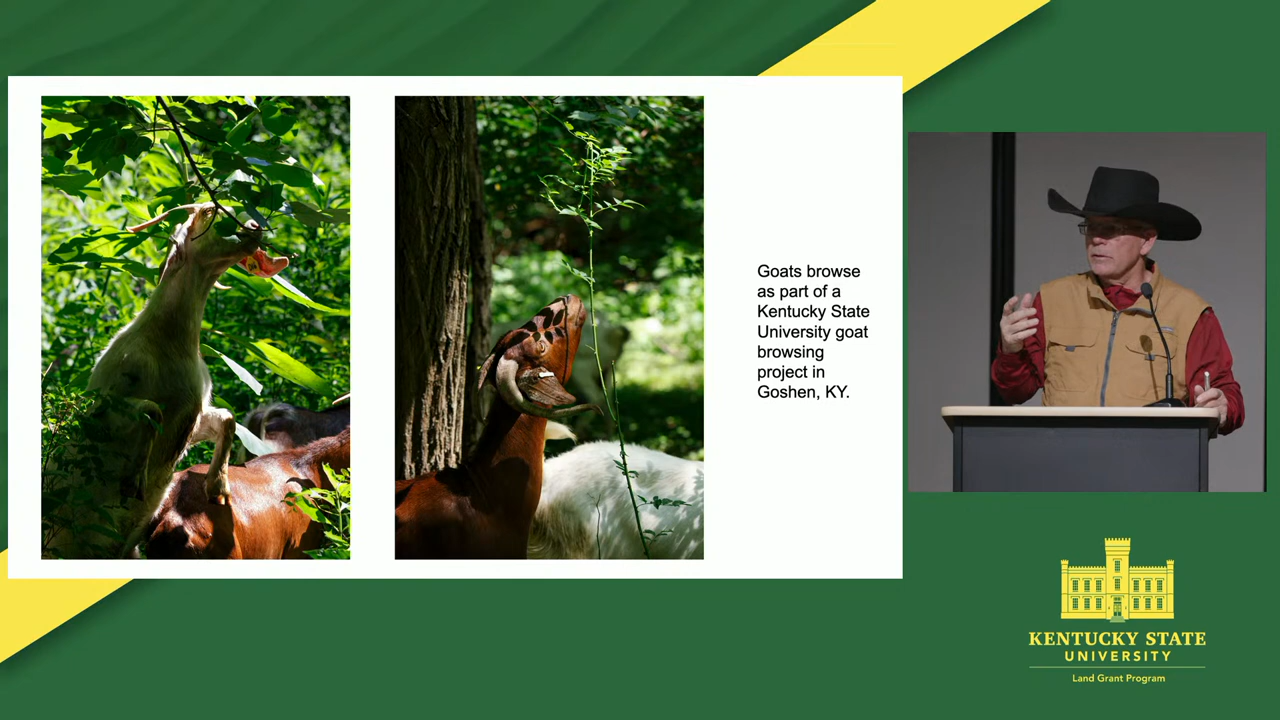 Goats browse
as part of a
Kentucky State
University goat
browsing
project in
Goshen, KY.
KENTUCKY STATE
UNIVERSITY
Land Grant Program